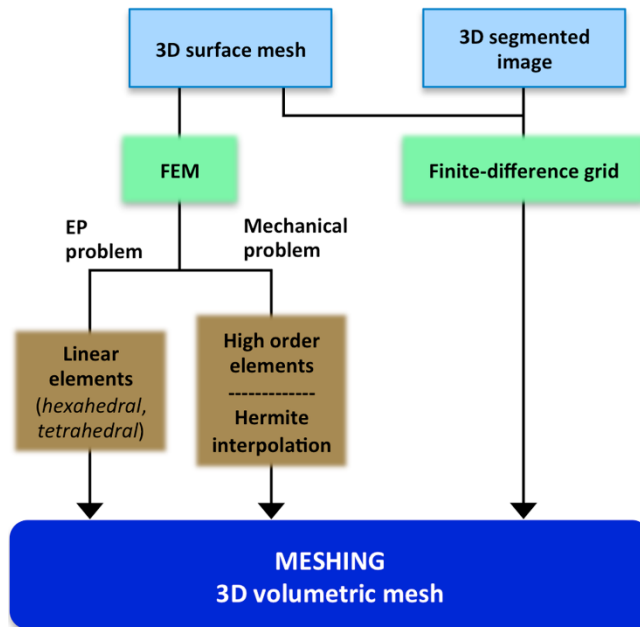 3D surface mesh
3D segmented
image
FEM
Finite-difference grid
EP
problem
Mechanical
problem
Linear
elements
(hexahedral,
tetrahedral)
High order
elements
-------------
Hermite
interpolation
MESHING
3D volumetric mesh